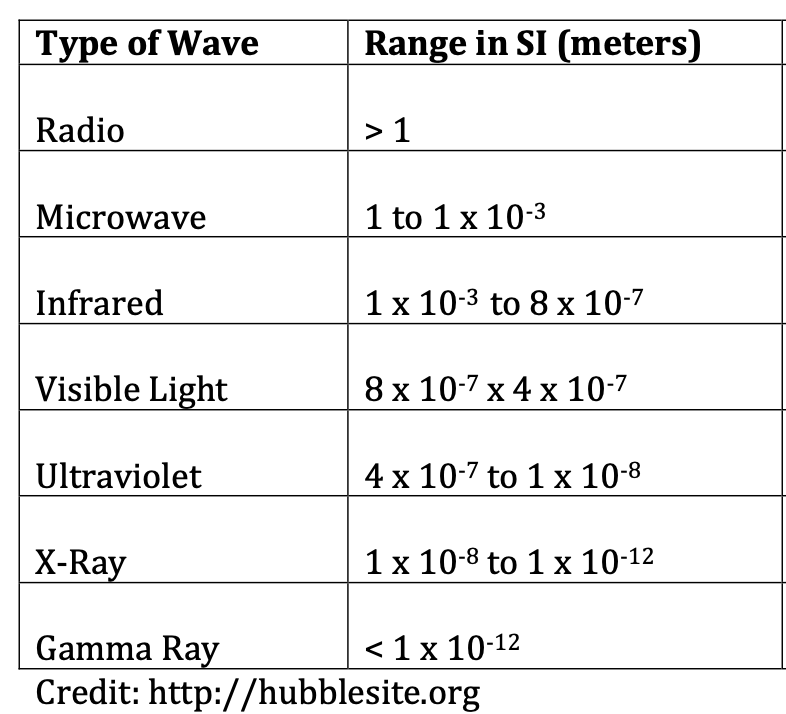 Type of Wave Range in SI (meters)
Radio > 1
Microwave 1 to 1 x 10⁻³
Infrared 1 x 10⁻³ to 8 x 10⁻⁷
Visible Light 8 x 10⁻⁷ x 4 x 10⁻⁷
Ultraviolet 4 x 10⁻⁷ to 1 x 10⁻⁸
X-Ray 1 x 10⁻⁸ to 1 x 10⁻¹²
Gamma Ray < 1 x 10⁻¹²
Credit: http://hubblesite.org